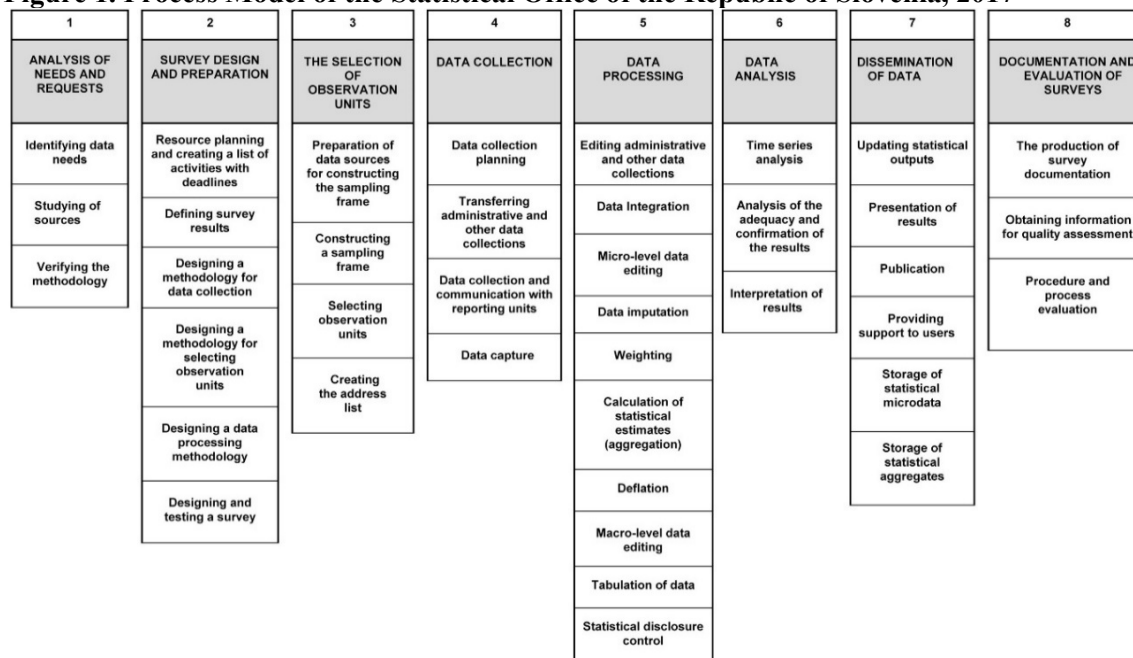 Figure 1. Process Model of the Statistical Office of the Republic of Slovenia, 2017
1
ANALYSIS OF
NEEDS AND
REQUESTS
Identifying data
needs
Studying of
sources
Verifying the
methodology
2
SURVEY DESIGN
AND PREPARATION
Resource planning
and creating a list of
activities with
deadlines
Defining survey
results
Designing a
methodology for
data collection
Designing a
methodology for
selecting
observation
units
Designing a data
processing
methodology
Designing and
testing a survey
3
THE SELECTION
OF
OBSERVATION
UNITS
Preparation of
data sources
for constructing
the sampling
frame
Constructing
a sampling
frame
Selecting
observation
units
Creating
the address
list
4
DATA COLLECTION
Data collection
planning
Transferring
administrative and
other data
collections
Data collection and
communication with
reporting units
Data capture
5
DATA
PROCESSING
Editing administrative
and other data
collections
Data Integration
Micro-level data
editing
Data imputation
Weighting
Calculation of
statistical
estimates
(aggregation)
Deflation
Macro-level data
editing
Tabulation of data
Statistical disclosure
control
6
DATA
ANALYSIS
Time series
analysis
Analysis of the
adequacy and
confirmation of
the results
Interpretation of
results
7
DISSEMINATION
OF DATA
Updating statistical
outputs
Presentation of
results
Publication
Providing
support to users
Storage of
statistical
microdata
Storage of
statistical
aggregates
8
DOCUMENTATION AND
EVALUATION OF
SURVEYS
The production of
survey
documentation
Obtaining information
for quality assessment
Procedure and
process
evaluation